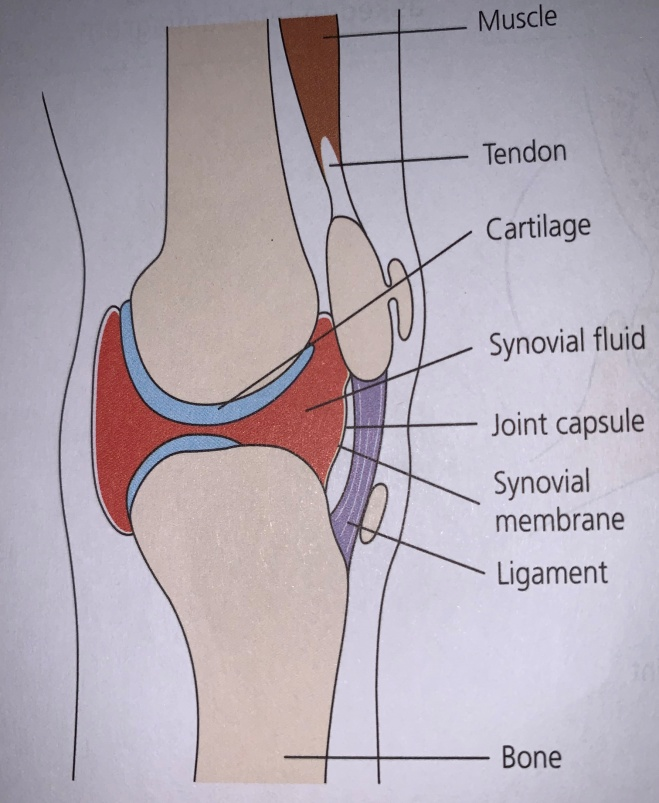 Muscle
Tendon
Cartilage
Synovial fluid
Joint capsule
Synovial
membrane
Ligament
Bone